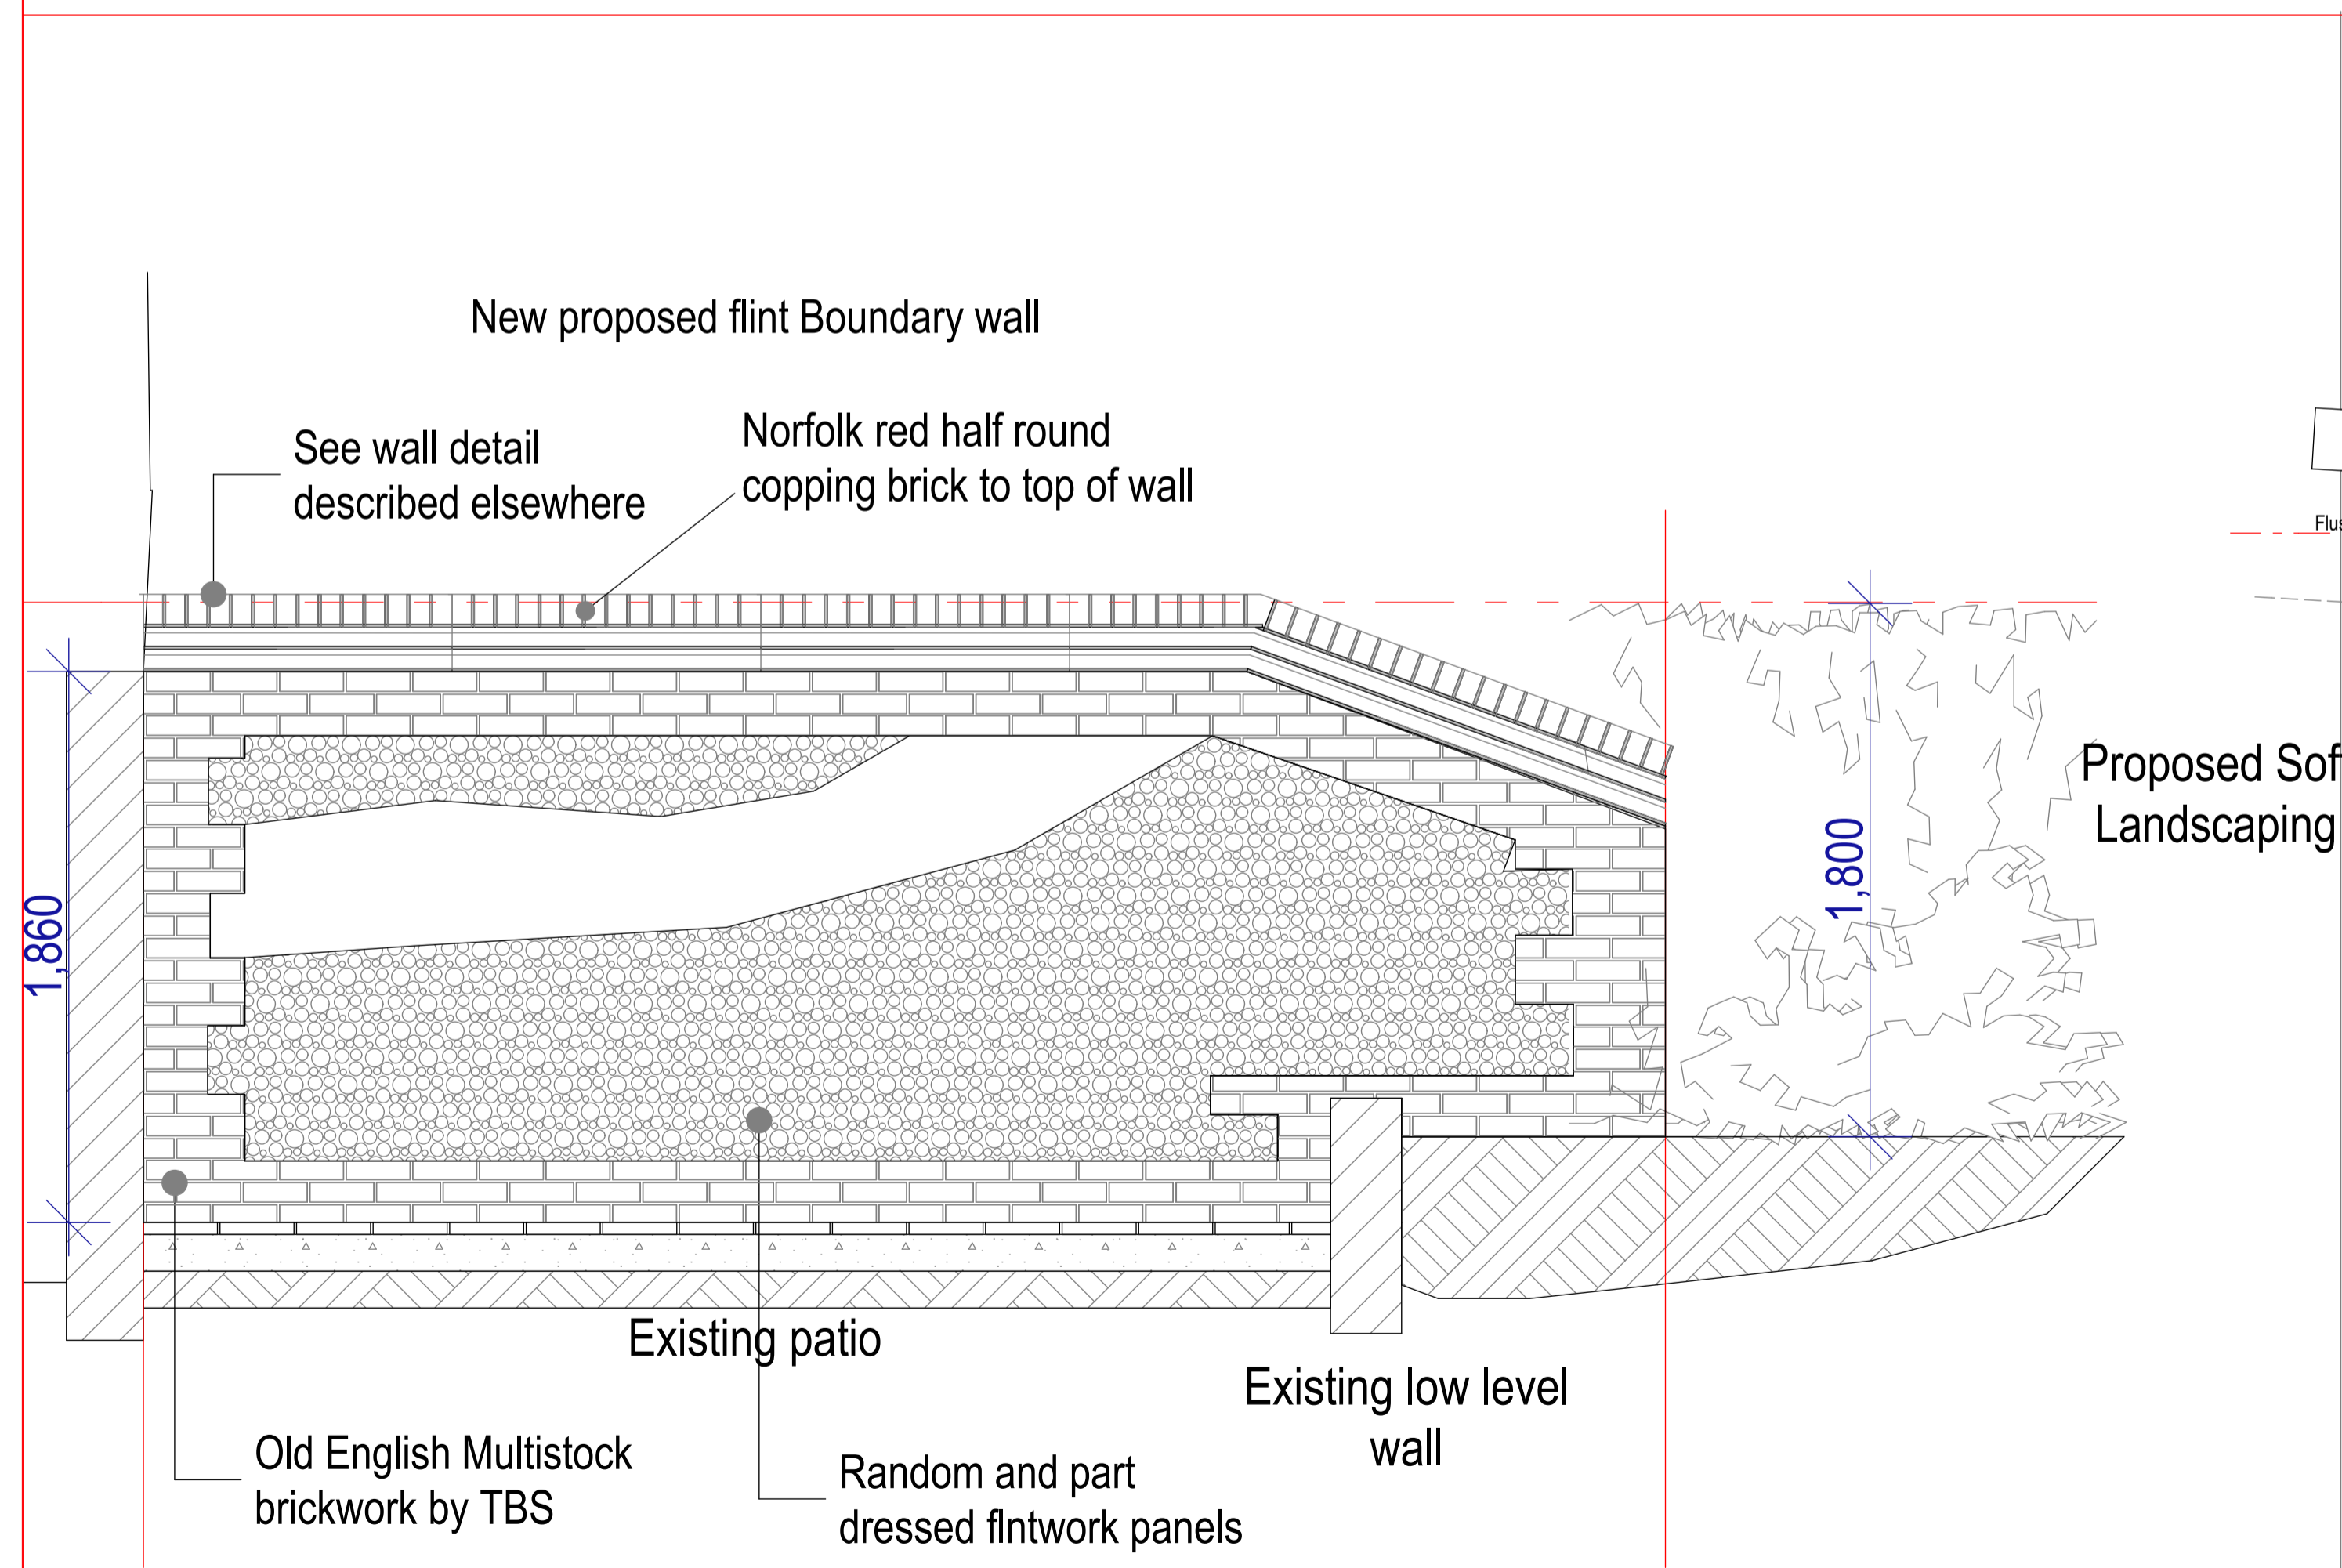 New proposed flint Boundary wall
See wall detail
described elsewhere
Norfolk red half round
copping brick to top of wall
Flus
Proposed Sof
Landscaping
1,800
1,860
Existing patio
Existing low level
wall
Old English Multistock
brickwork by TBS
Random and part
dressed flntwork panels